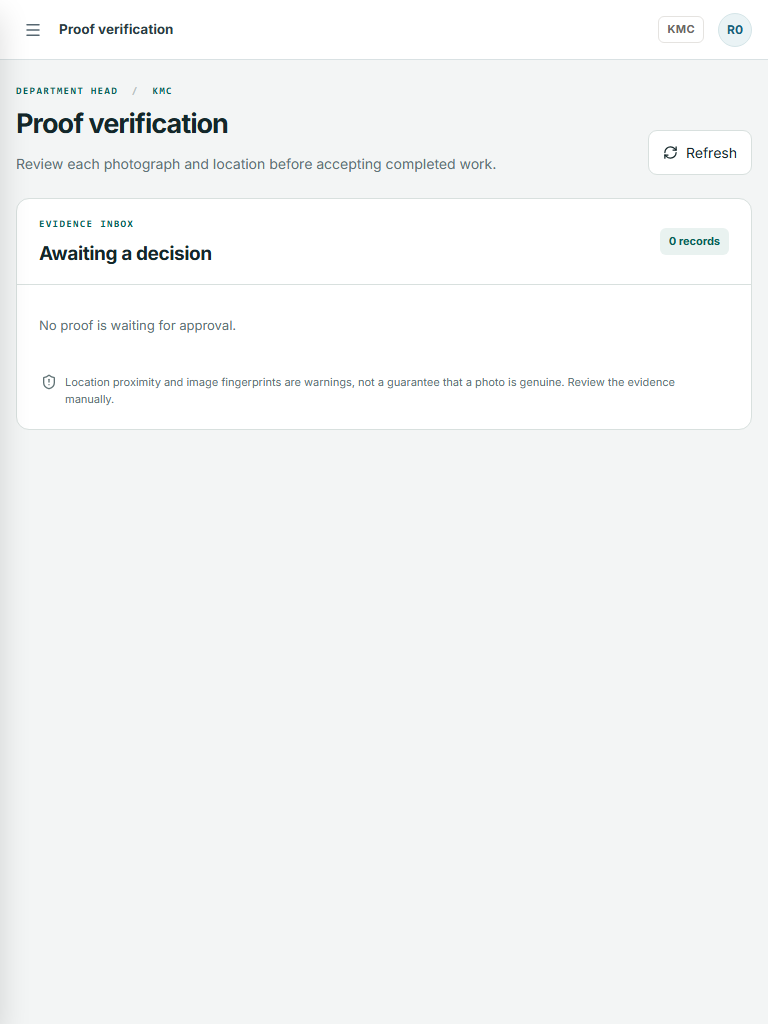 Proof verification
KMC
R0
DEPARTMENT HEAD / KMC
Proof verification
Review each photograph and location before accepting completed work.
Refresh
EVIDENCE INBOX
Awaiting a decision
0 records
No proof is waiting for approval.
Location proximity and image fingerprints are warnings, not a guarantee that a photo is genuine. Review the evidence
manually.